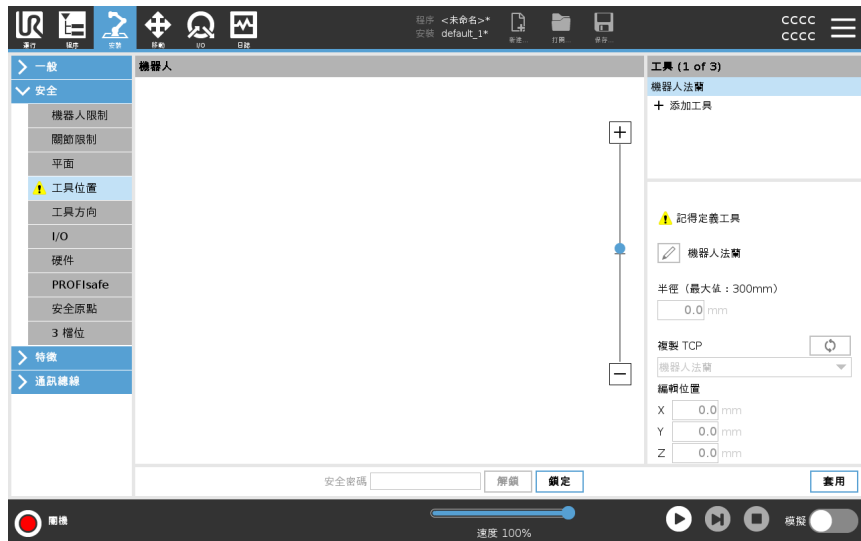 UR
運行
程序
安裝
移動
I/O
日誌
程序 <未命名>*
安裝 default_1*
新建...
打開...
保存...
CCCC
CCCC
一般
安全
機器人限制
關節限制
平面
工具位置
工具方向
I/O
硬件
PROFIsafe
安全原點
3 檔位
特徵
通訊總線
機器人
工具 (1 of 3)
機器人法蘭
添加工具
記得定義工具
機器人法蘭
半徑（最大值：300mm）
0.0 mm
複製 TCP
機器人法蘭
編輯位置
X 0.0 mm
Y 0.0 mm
Z 0.0 mm
安全密碼
解鎖
鎖定
套用
關機
速度 100%
模擬